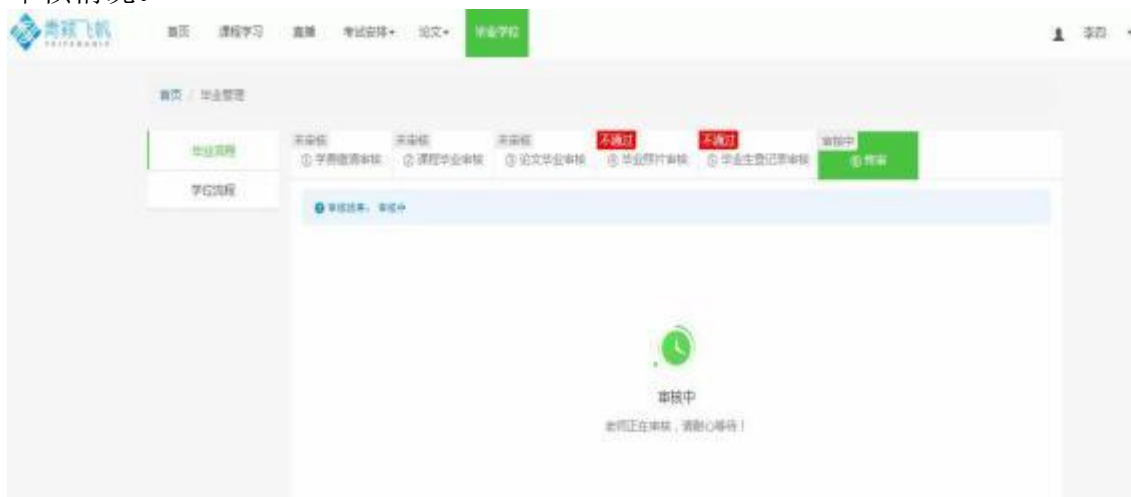 审核情况。
青颖飞帆
首页 课程学习 直播 考试安排 论文 毕业学位 李四
首页 / 毕业管理
毕业流程
学位流程
未审核 未审核 未审核 不通过 不通过 审核中
① 学费缴清审核 ② 课程毕业审核 ③ 论文毕业审核 ④ 毕业照片审核 ⑤ 毕业生登记表审核 ⑥ 终审
审核结果: 审核中
审核中
老师正在审核,请耐心等待!